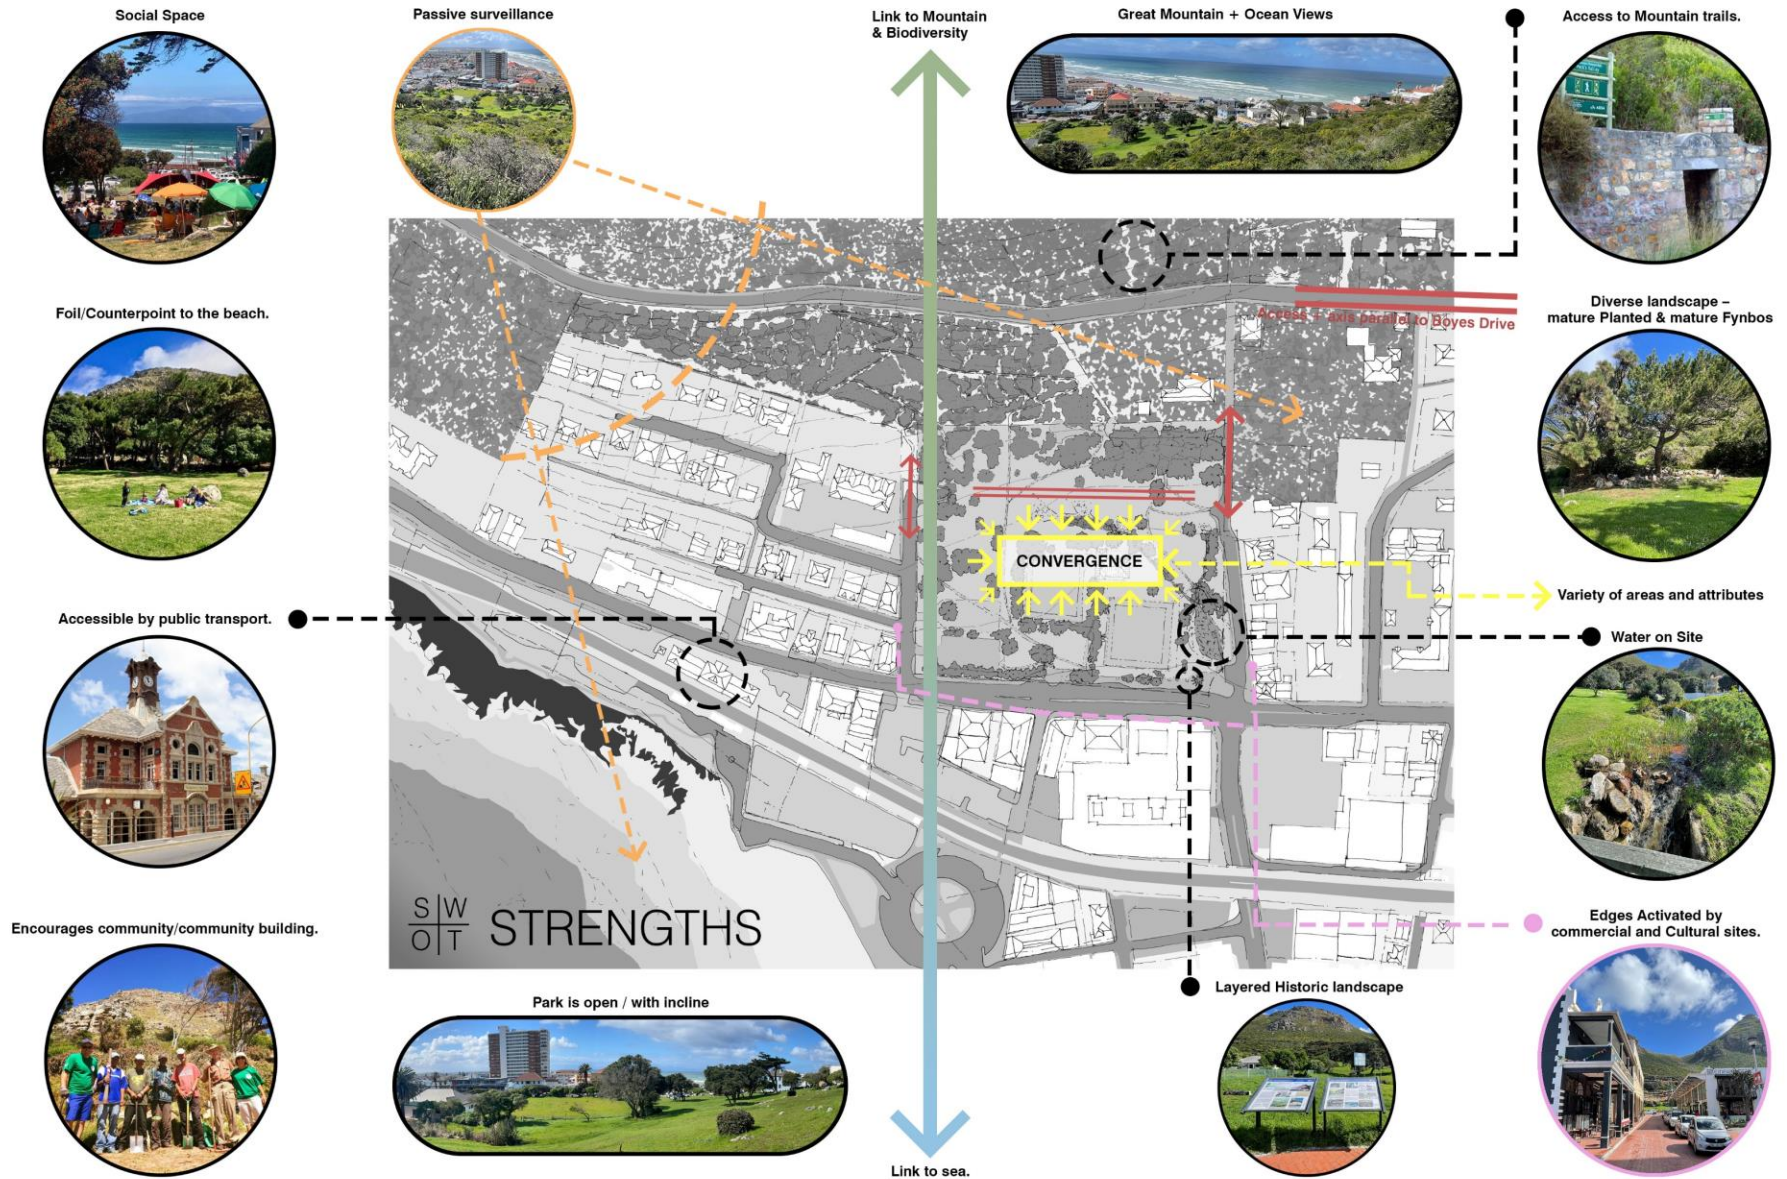 Social Space
Passive surveillance
Link to Mountain
& Biodiversity
Great Mountain + Ocean Views
Access to Mountain trails.
Foil/Counterpoint to the beach.
Access + axis parallel to Boyes Drive
Diverse landscape –
mature Planted & mature Fynbos
CONVERGENCE
Variety of areas and attributes
Accessible by public transport.
Water on Site
S W
O T
STRENGTHS
Edges Activated by
commercial and Cultural sites.
Encourages community/community building.
Park is open / with incline
Layered Historic landscape
Link to sea.